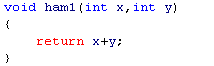 void ham1(int x,int y)
{
    return x+y;
}